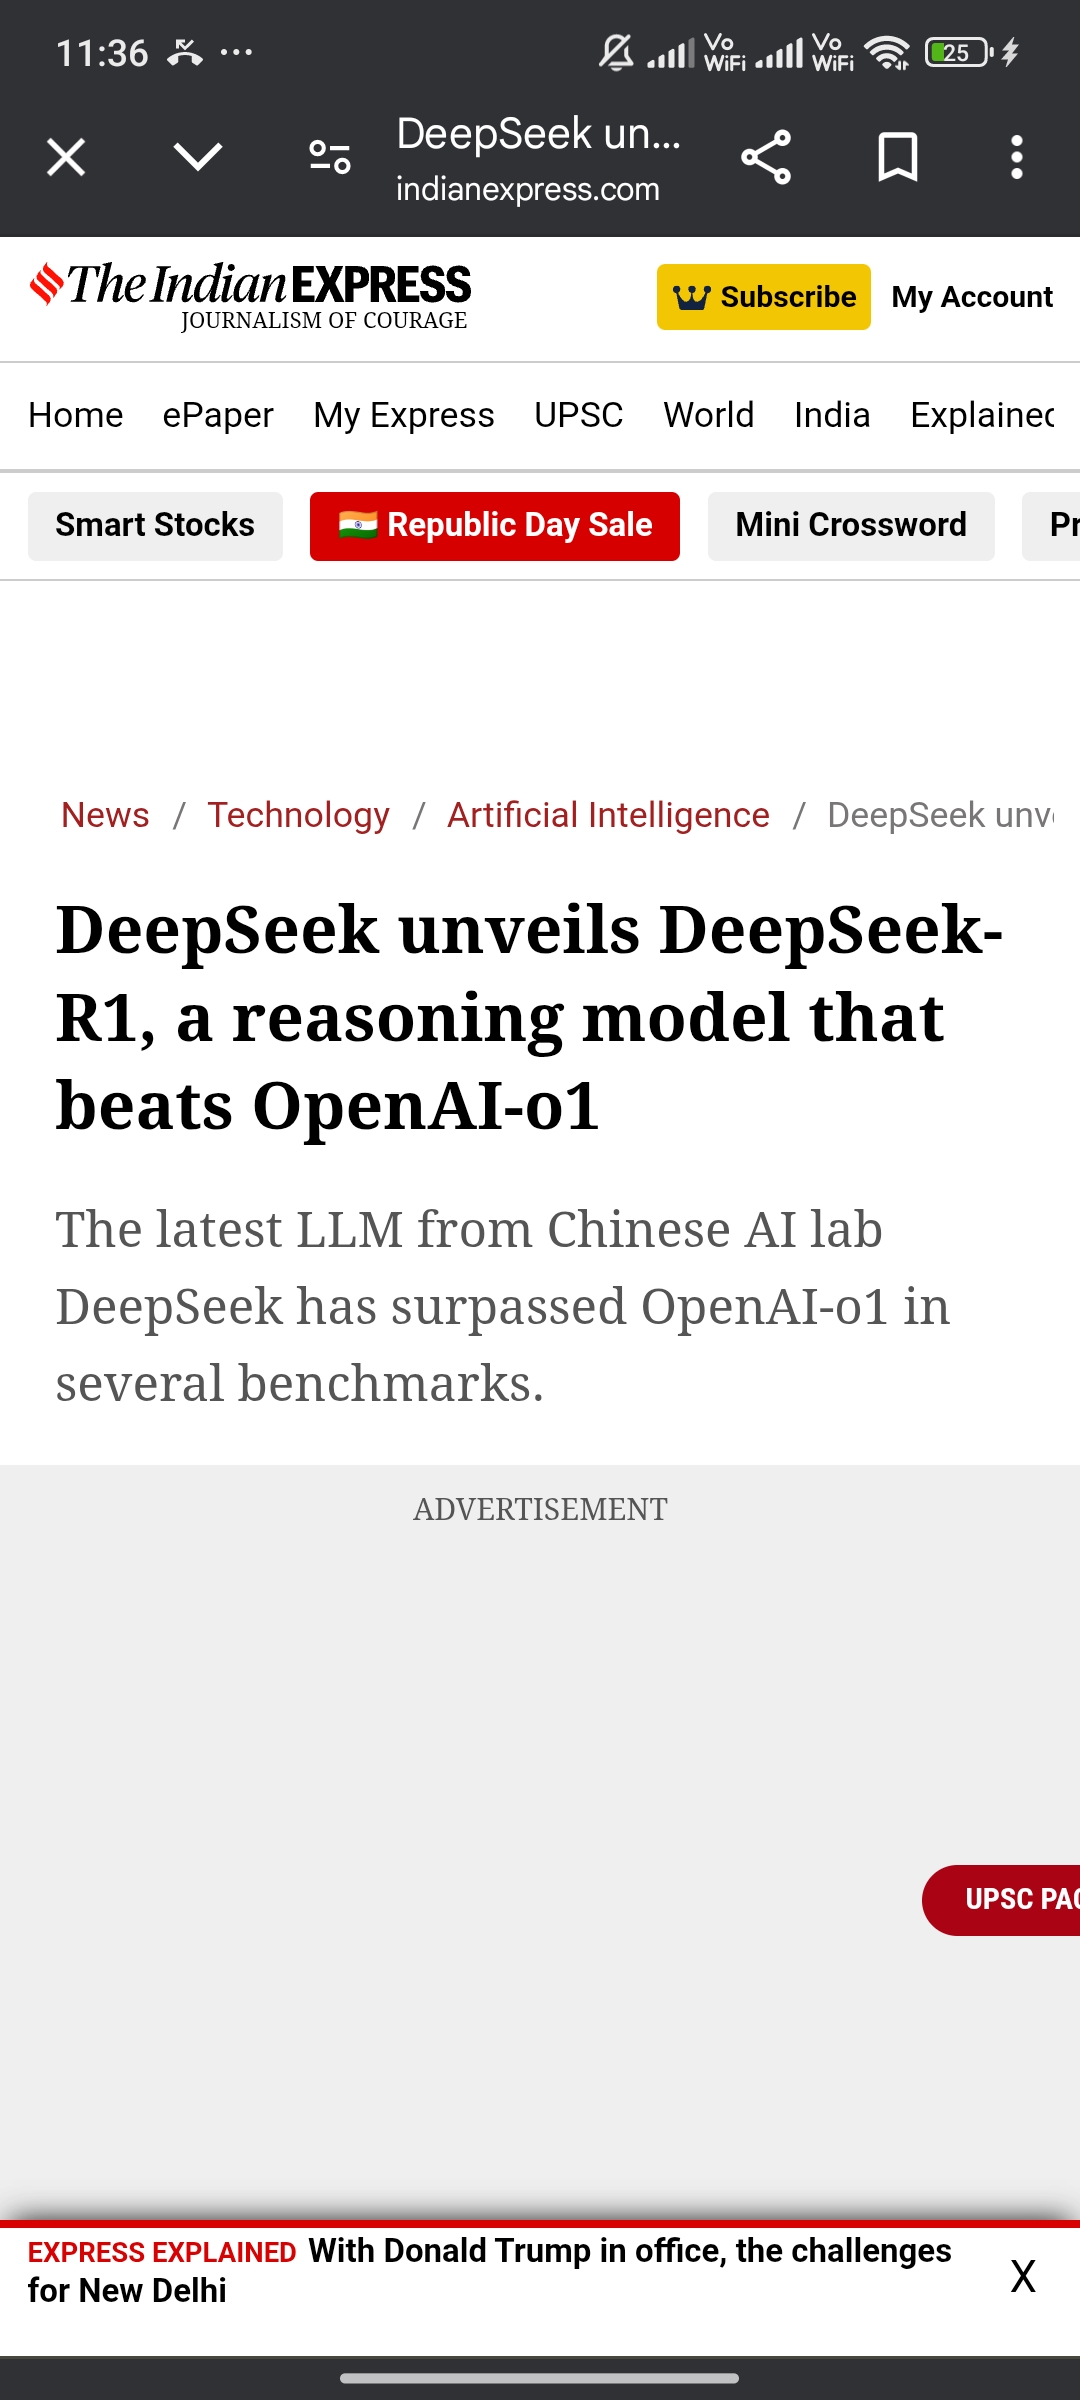 11:36
Vo WiFi
Vo WiFi
25
DeepSeek un...
indianexpress.com
The Indian EXPRESS
JOURNALISM OF COURAGE
Subscribe
My Account
Home ePaper My Express UPSC World India Explained
Smart Stocks Republic Day Sale Mini Crossword Pr
News / Technology / Artificial Intelligence / DeepSeek unve
DeepSeek unveils DeepSeek-
R1, a reasoning model that
beats OpenAI-o1
The latest LLM from Chinese AI lab
DeepSeek has surpassed OpenAI-o1 in
several benchmarks.
ADVERTISEMENT
UPSC PAC
EXPRESS EXPLAINED With Donald Trump in office, the challenges
for New Delhi
X